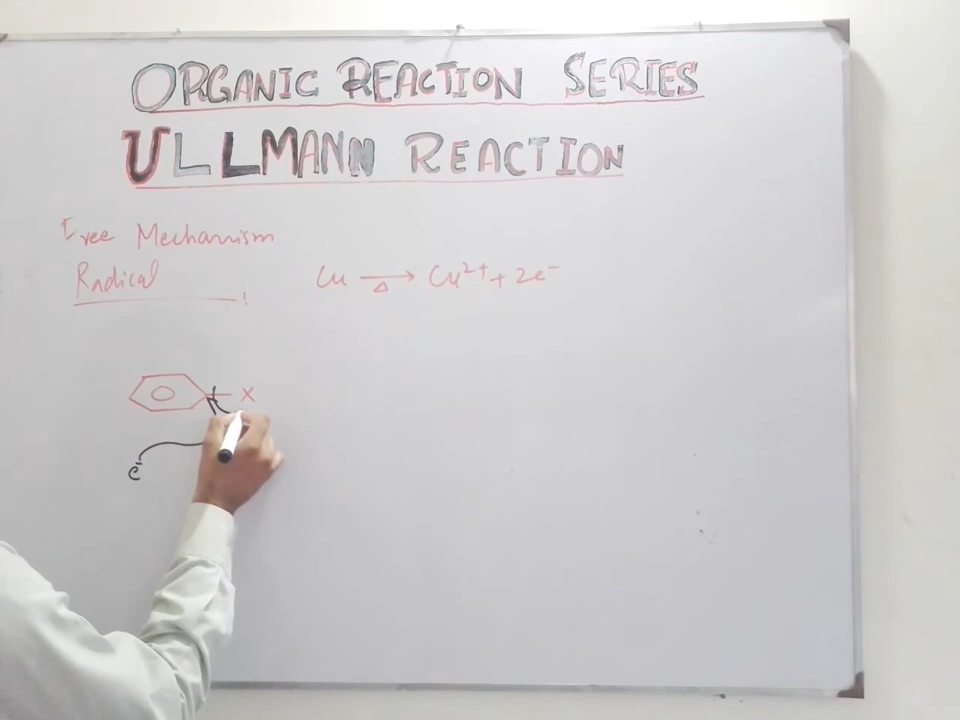 ORGANIC REACTION SERIES
ULLMANN REACTION
Free Mechanism
Radical !
Cu →Δ Cu²⁺ + 2e⁻
X
e⁻